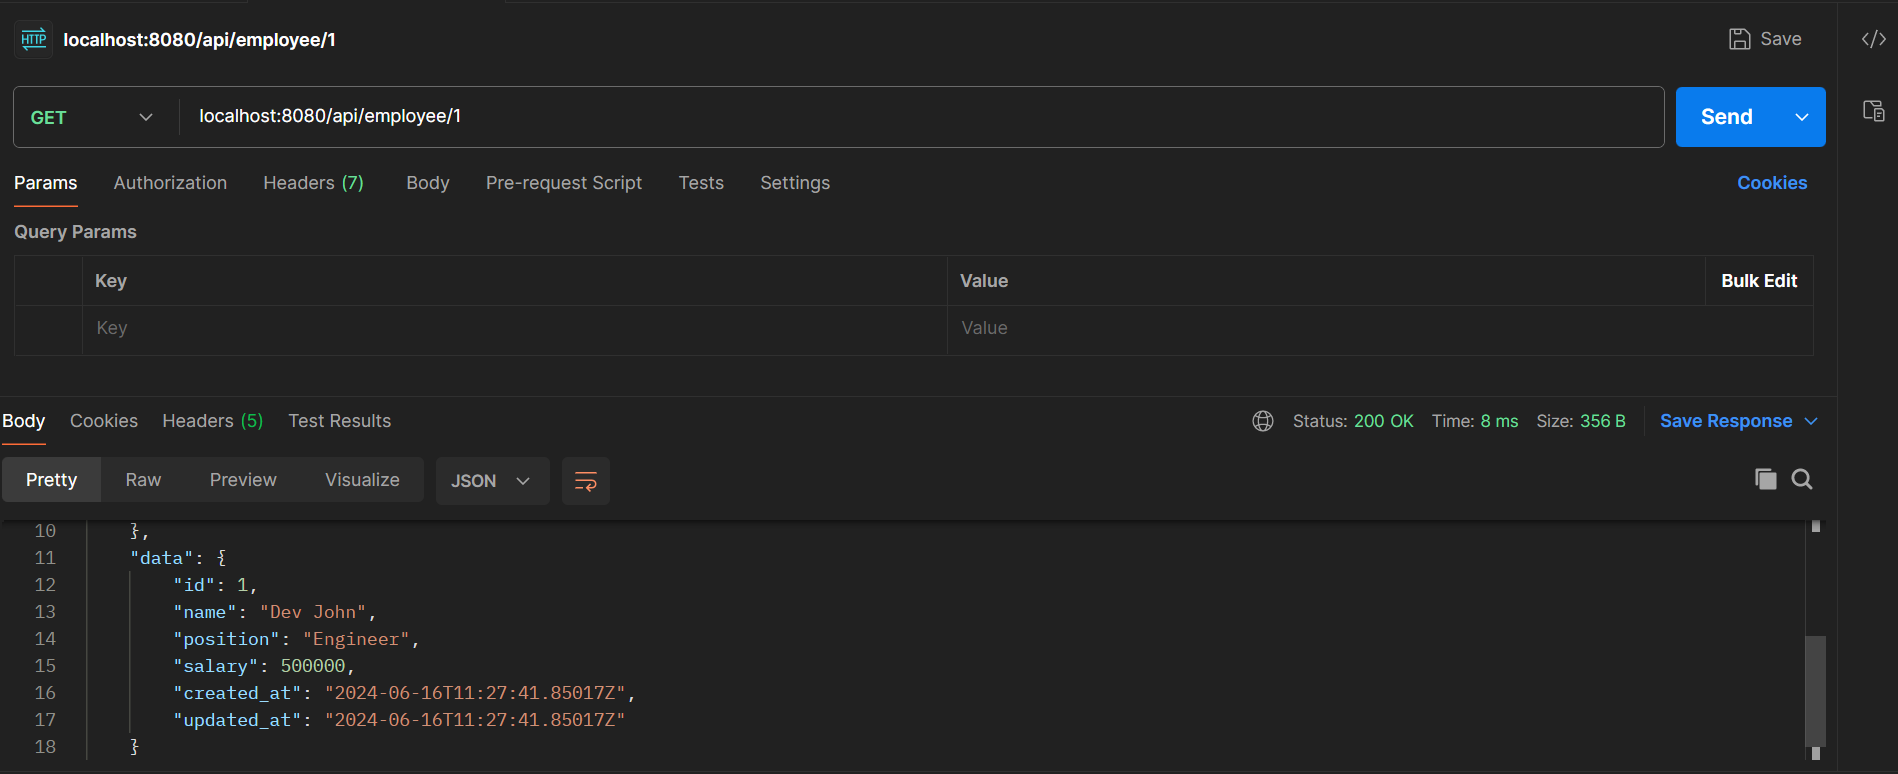 HTTP localhost:8080/api/employee/1 Save
GET localhost:8080/api/employee/1 Send
Params Authorization Headers (7) Body Pre-request Script Tests Settings Cookies
Query Params
Key Value Bulk Edit
Key Value
Body Cookies Headers (5) Test Results Status: 200 OK Time: 8 ms Size: 356 B Save Response
Pretty Raw Preview Visualize JSON
10 },
11 "data": {
12 "id": 1,
13 "name": "Dev John",
14 "position": "Engineer",
15 "salary": 500000,
16 "created_at": "2024-06-16T11:27:41.85017Z",
17 "updated_at": "2024-06-16T11:27:41.85017Z"
18 }